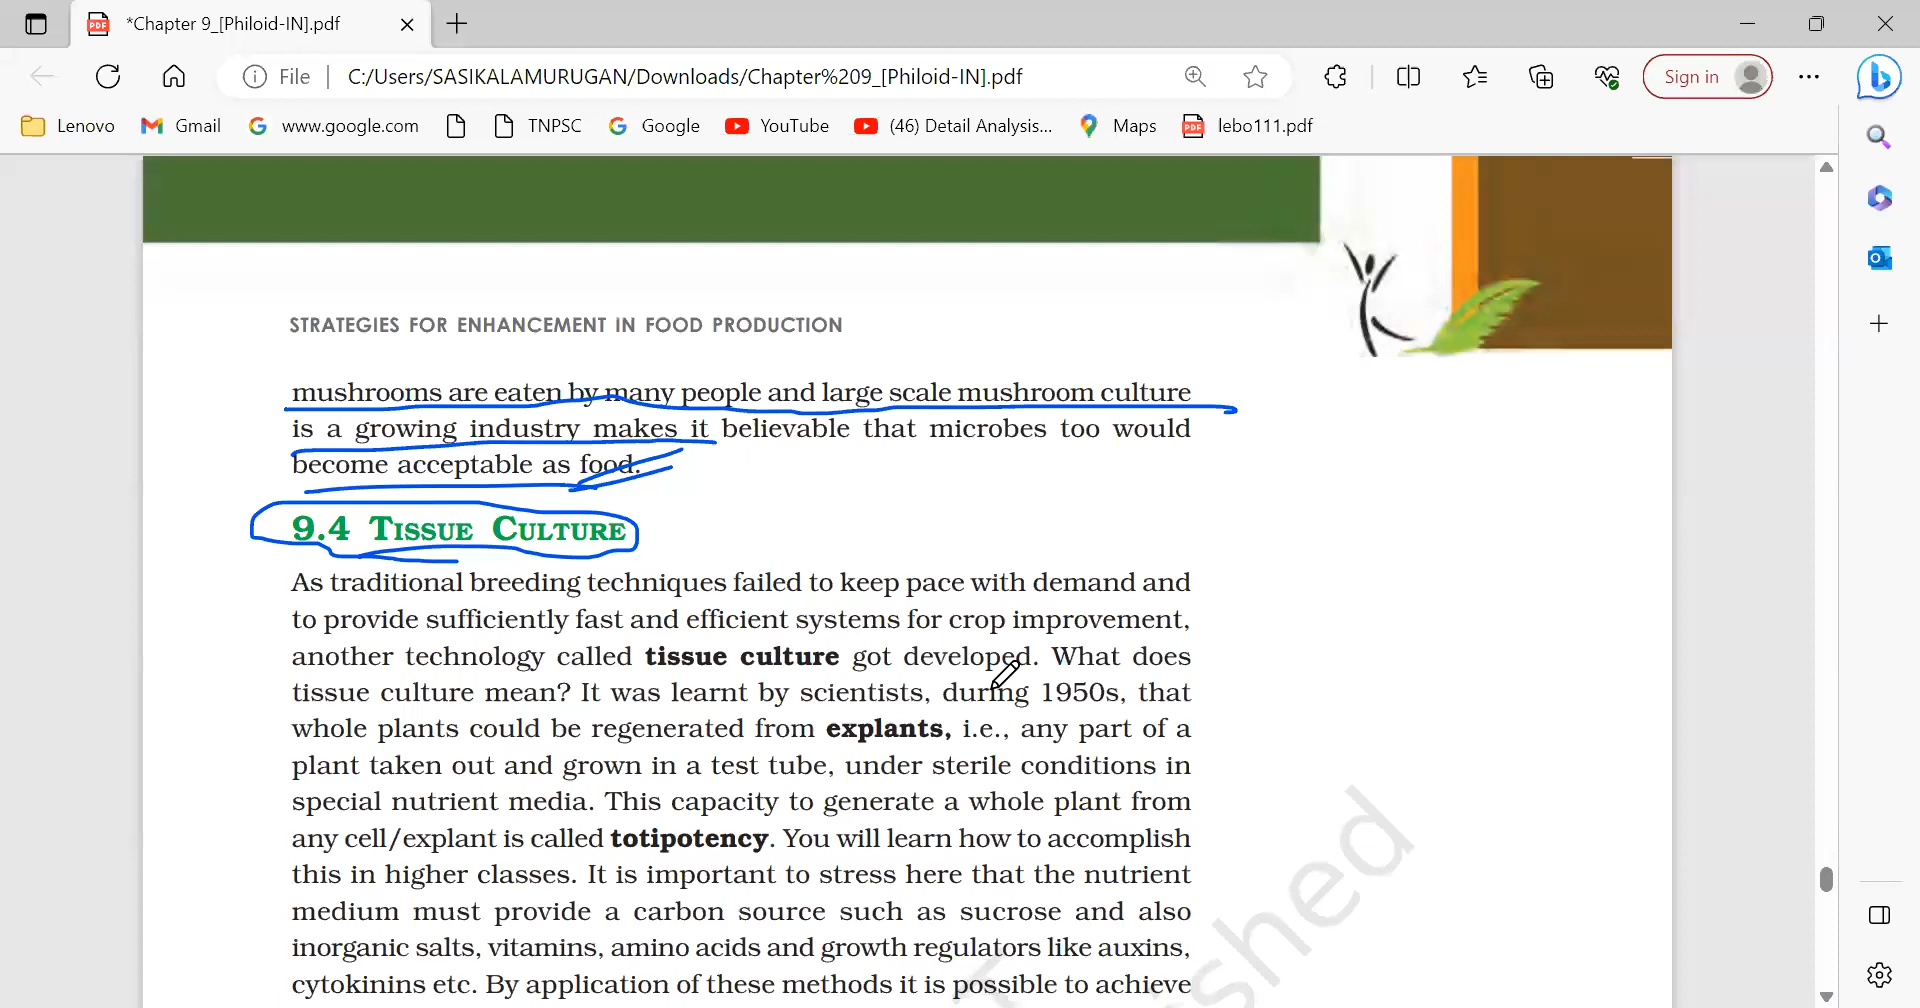 *Chapter 9_[Philoid-IN].pdf
File
C:/Users/SASIKALAMURUGAN/Downloads/Chapter%209_[Philoid-IN].pdf
Sign in
Lenovo
Gmail
www.google.com
TNPSC
Google
YouTube
(46) Detail Analysis...
Maps
PDF
lebo111.pdf
STRATEGIES FOR ENHANCEMENT IN FOOD PRODUCTION
mushrooms are eaten by many people and large scale mushroom culture
is a growing industry makes it believable that microbes too would
become acceptable as food.
9.4 TISSUE CULTURE
As traditional breeding techniques failed to keep pace with demand and
to provide sufficiently fast and efficient systems for crop improvement,
another technology called tissue culture got developed. What does
tissue culture mean? It was learnt by scientists, during 1950s, that
whole plants could be regenerated from explants, i.e., any part of a
plant taken out and grown in a test tube, under sterile conditions in
special nutrient media. This capacity to generate a whole plant from
any cell/explant is called totipotency. You will learn how to accomplish
this in higher classes. It is important to stress here that the nutrient
medium must provide a carbon source such as sucrose and also
inorganic salts, vitamins, amino acids and growth regulators like auxins,
cytokinins etc. By application of these methods it is possible to achieve